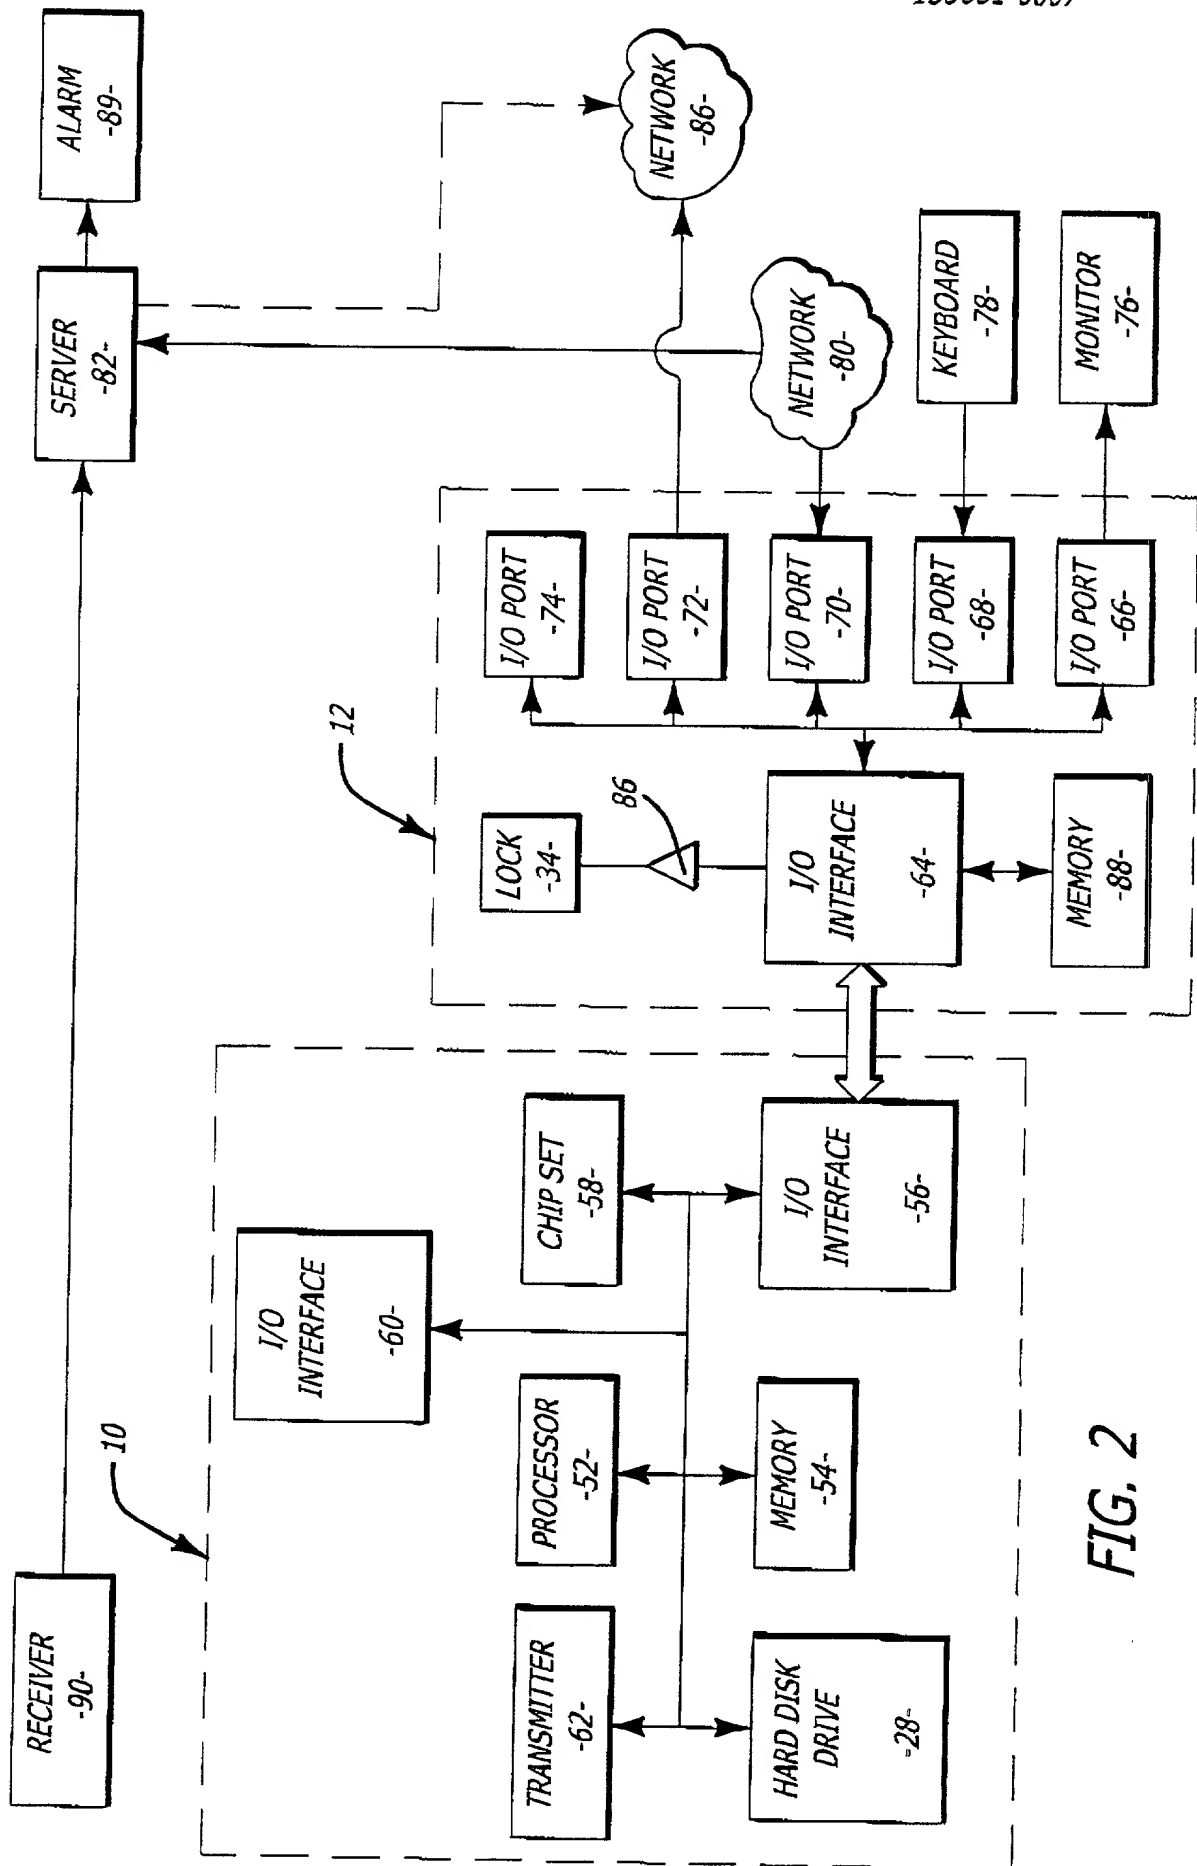 RECEIVER
-90-
SERVER
-82-
ALARM
-89-
10
12
I/O
INTERFACE
-60-
TRANSMITTER
-62-
PROCESSOR
-52-
CHIP SET
-58-
LOCK
-34-
86
I/O PORT
-74-
I/O PORT
-72-
NETWORK
-86-
HARD DISK
DRIVE
-28-
MEMORY
-54-
I/O
INTERFACE
-56-
I/O
INTERFACE
-64-
I/O PORT
-70-
NETWORK
-80-
I/O PORT
-68-
KEYBOARD
-78-
MEMORY
-88-
I/O PORT
-66-
MONITOR
-76-
FIG. 2